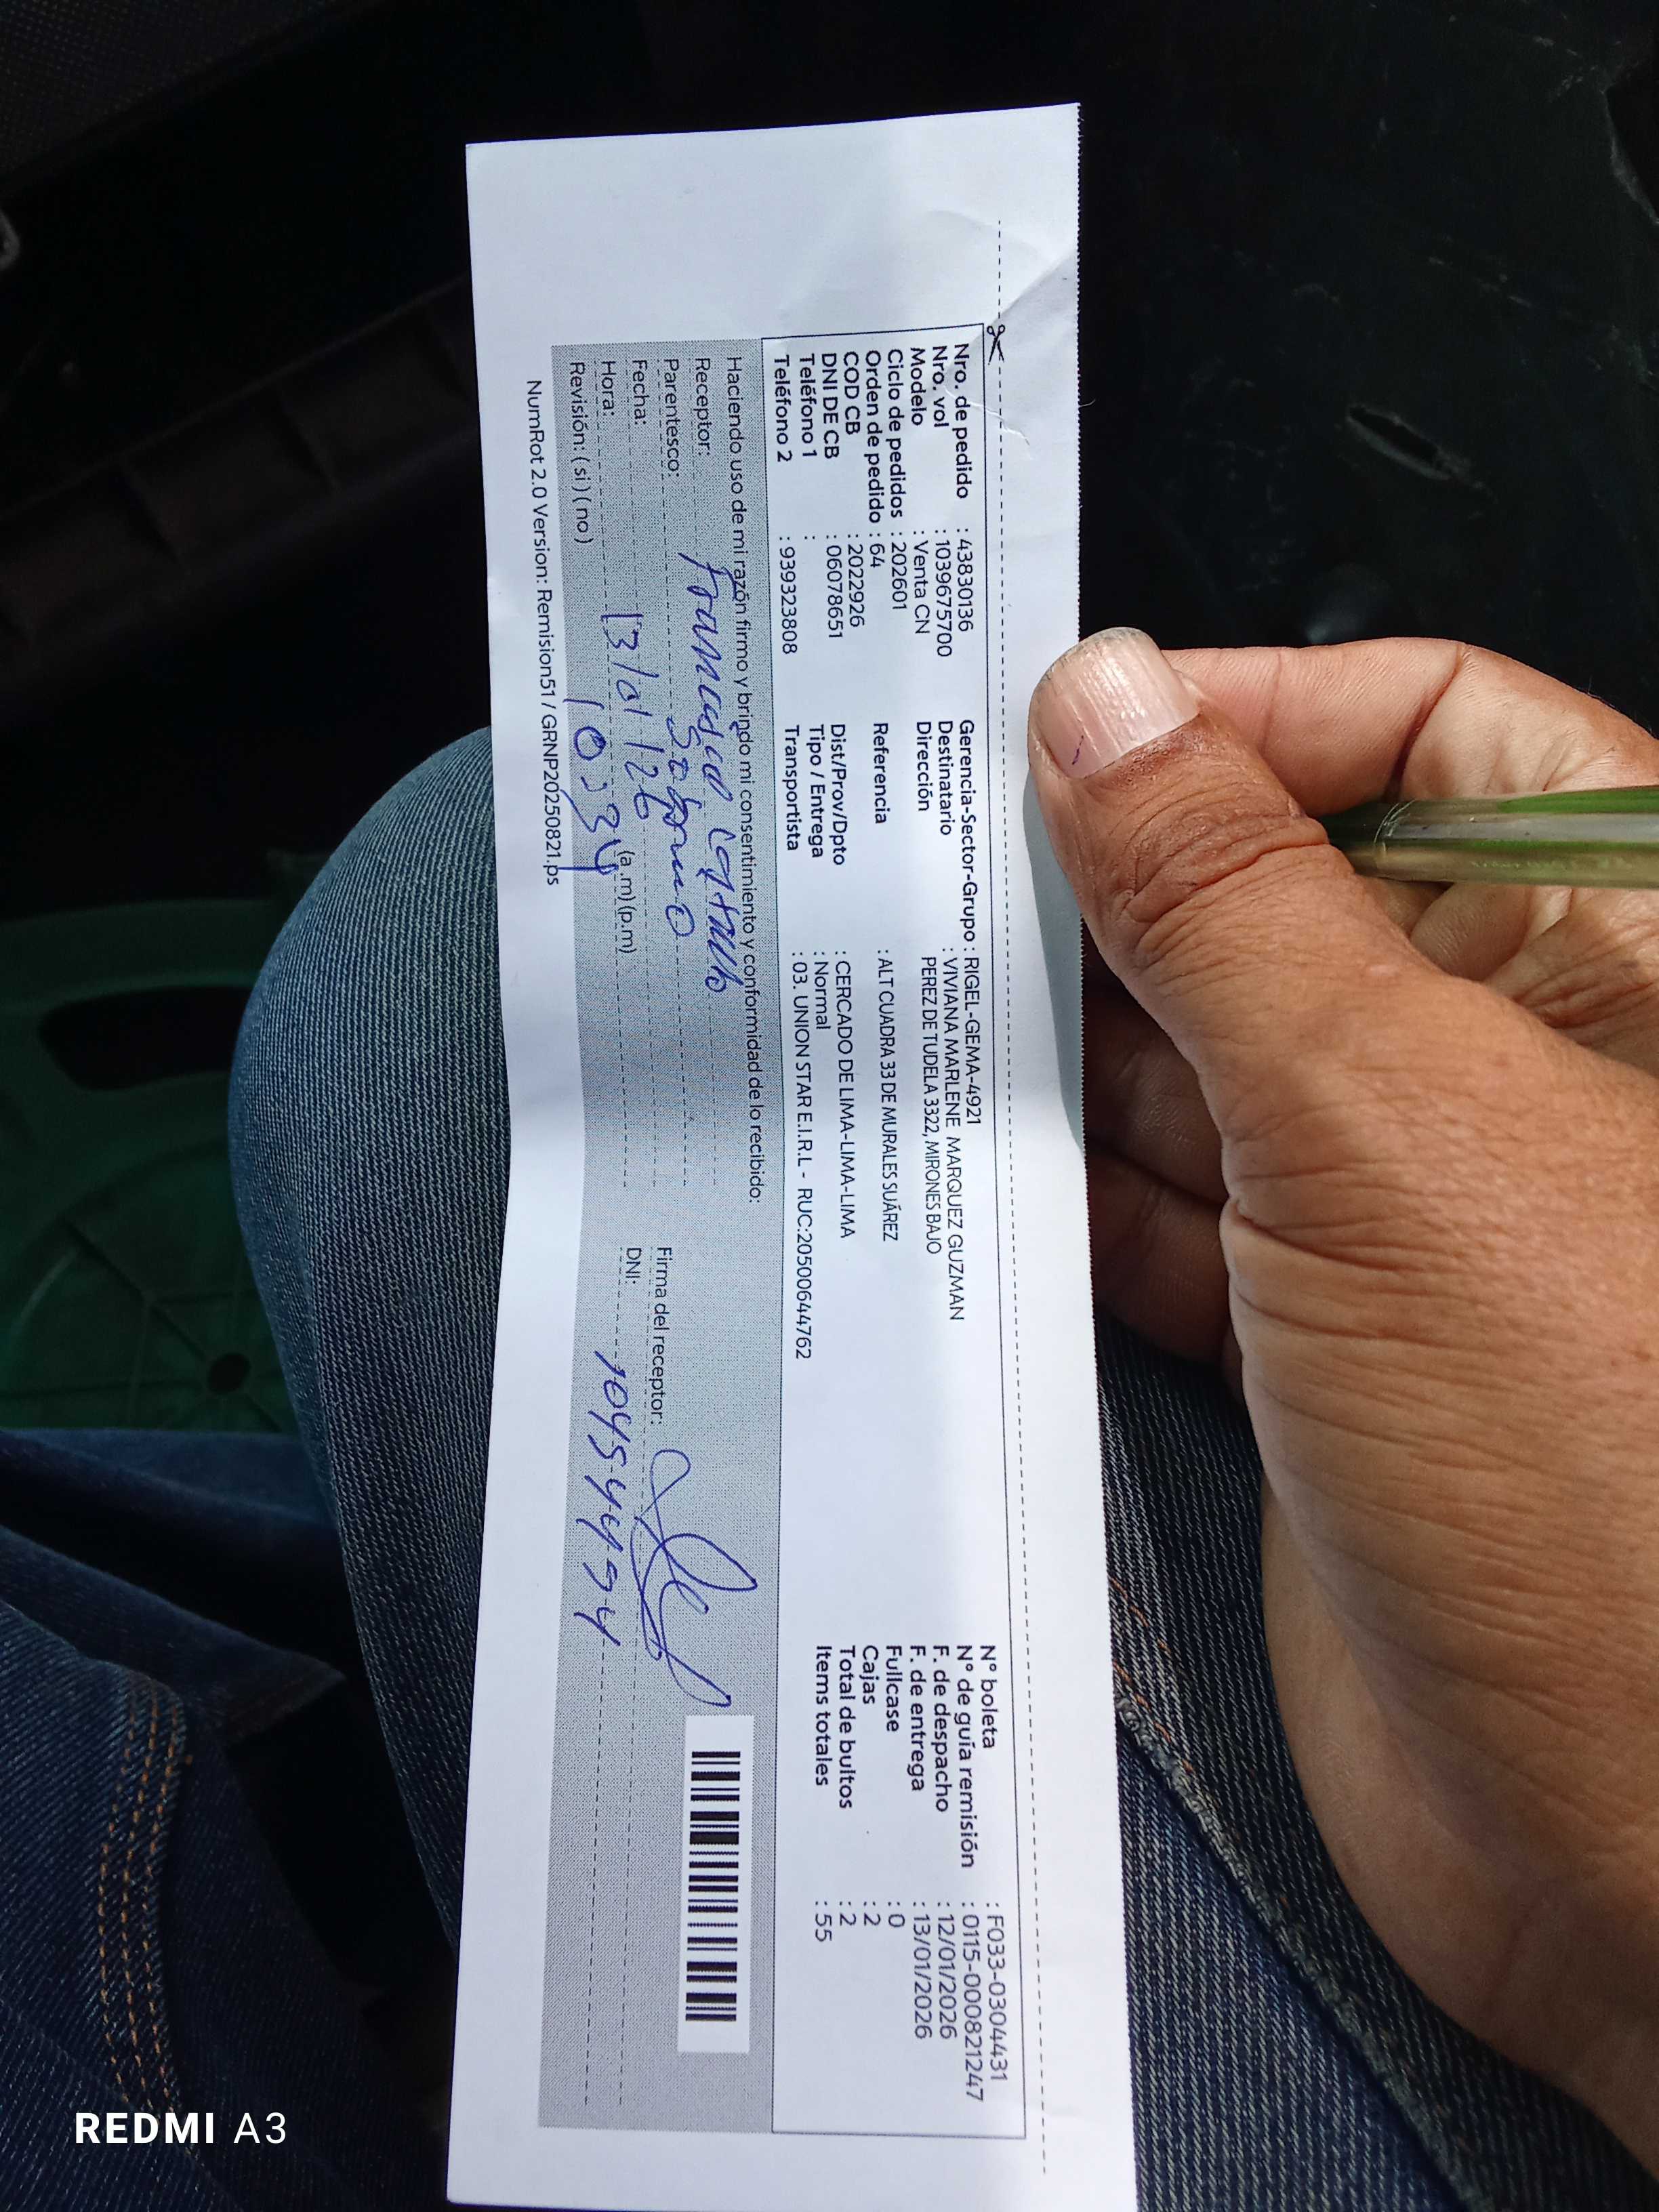 Nro. de pedido : 43830136
Nro. vol : 1039675700
Modelo : Venta CN
Ciclo de pedidos : 202601
Orden de pedido : 64
COD CB : 2022926
DNI DE CB : 06078651
Teléfono 1 :
Teléfono 2 : 939323808
Gerencia-Sector-Grupo : RIGEL-GEMA-4921
Destinatario : VIVIANA MARLENE MARQUEZ GUZMAN
Dirección PEREZ DE TUDELA 3322, MIRONES BAJO
Referencia : ALT CUADRA 33 DE MURALES SUÁREZ
Dist/Prov/Dpto : CERCADO DE LIMA-LIMA-LIMA
Tipo / Entrega : Normal
Transportista : 03. UNION STAR E.I.R.L - RUC:20500644762
N° boleta : F033-0304431
N° de guía remisión : 0115-000821247
F. de despacho : 12/01/2026
F. de entrega : 13/01/2026
Fullcase : 0
Cajas : 2
Total de bultos : 2
Items totales : 55
Haciendo uso de mi razón firmo y brindo mi consentimiento y conformidad de lo recibido:
Receptor:
Parentesco:
Fecha: 13/01/26
Hora: 10:34 (a.m)(p.m)
Revisión: (si) (no)
Firma del receptor:
DNI: 10454494
NumRot 2.0 Version: Remision51 / GRNP20250821.ps
REDMI A3